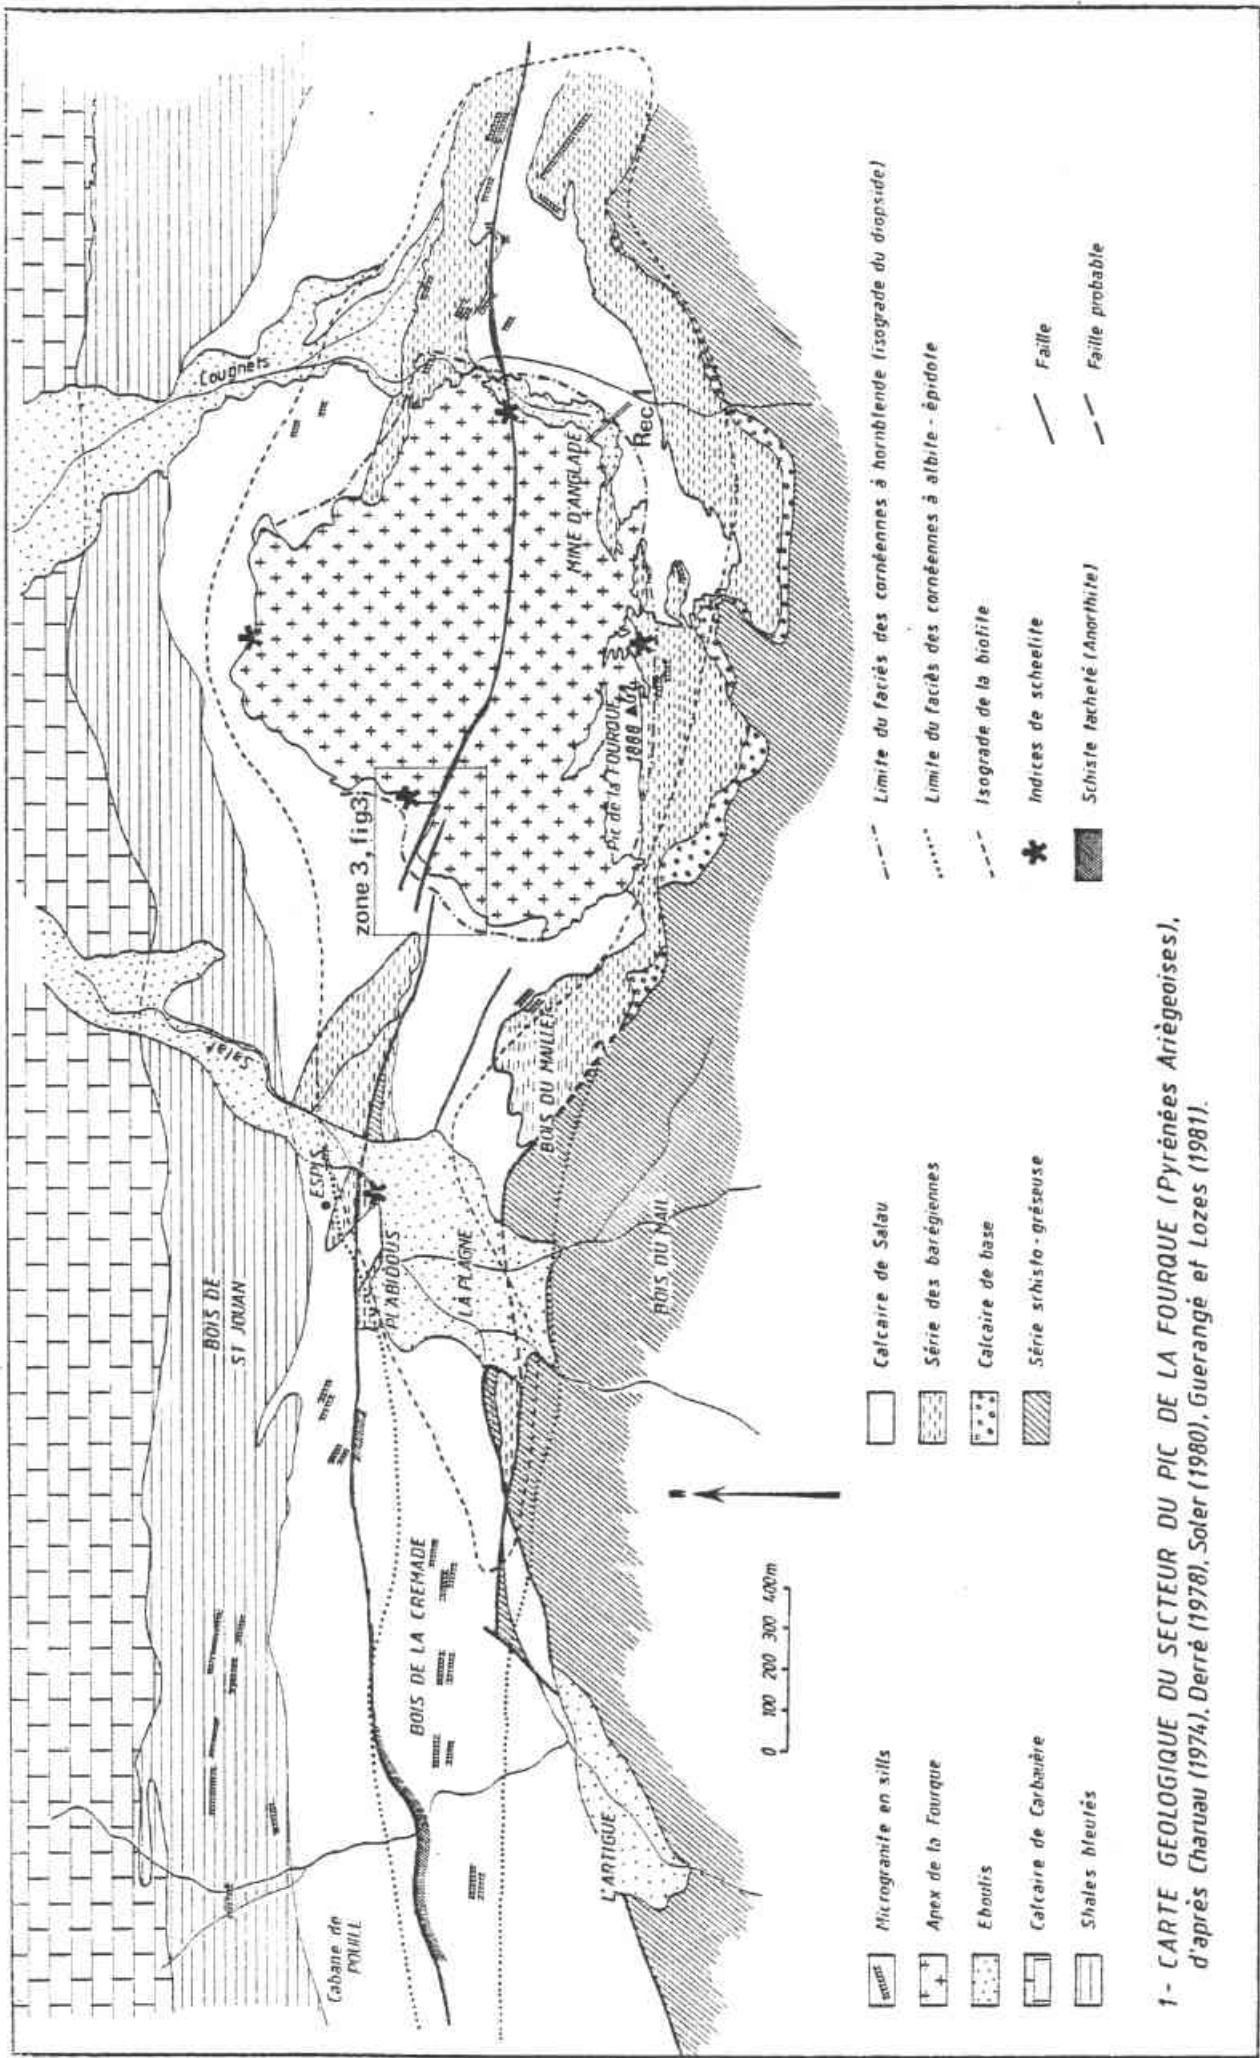 Cougnets
zone 3, fig3
MINE D'ANGLADE
Rec 1
Pic de la FOURQUE
1888
Salat
ESPIS
BOIS DE
ST JOUAN
PLABIDOUS
LA PLAGNE
BOIS DU MAILLET
BOIS DU MAIL
BOIS DE LA CREMADE
Cabane de
POUILL
L'ARTIGUE
0 100 200 300 400m
Microgranite en sills
Apex de la Fourque
Eboulis
Calcaire de Carbauère
Shales bleutés
Calcaire de Salau
Série des barégiennes
Calcaire de base
Série schisto-gréseuse
Limite du faciès des cornéennes à hornblende (isograde du diopside)
Limite du faciès des cornéennes à albite-épidote
Isograde de la biotite
Indices de scheelite
Schiste tacheté (Anorthite)
Faille
Faille probable
1- CARTE GEOLOGIQUE DU SECTEUR DU PIC DE LA FOURQUE (Pyrénées Ariègeoises),
d'après Charuau (1974), Derré (1978), Soler (1980), Guerangé et Lozes (1981).